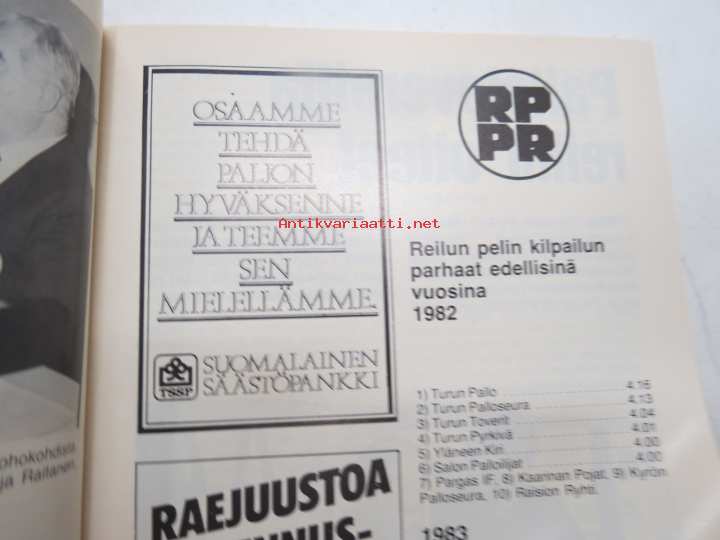 OSAAMME
TEHDÄ
PALJON
HYVÄKSENNE
JA TEEMME
SEN
MIELELLÄMME.
TSSP
SUOMALAINEN
SÄÄSTÖPANKKI
RAEJUUSTOA
Antikvariaatti.net
RP
PR
Reilun pelin kilpailun
parhaat edellisinä
vuosina
1982
1) Turun Pallo 4.16
2) Turun Palloseura 4.13
3) Turun Toverit 4.04
4) Turun Pyrkivä 4.01
5) Yläneen Kiri 4.00
6) Salon Palloilijat 4.00
7) Pargas IF, 8) Kaarinan Pojat, 9) Kyrön
Palloseura, 10) Raision Ryhti.
1983
ja Raitanen,